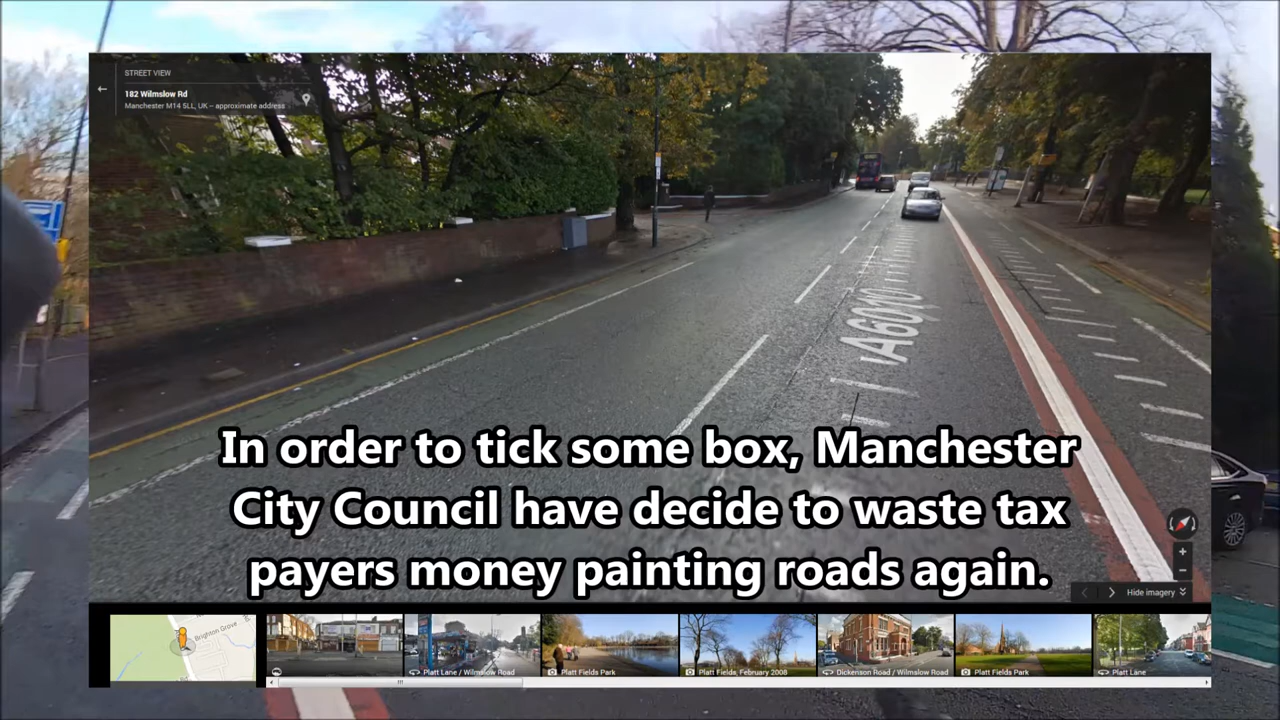 STREET VIEW
182 Wilmslow Rd
Manchester M14 5LL, UK – approximate address
A6010
In order to tick some box, Manchester
City Council have decide to waste tax
payers money painting roads again.
Hide imagery
Brighton Grove
Platt Lane / Wilmslow Road
Platt Fields Park
Platt Fields, February 2008
Dickenson Road / Wilmslow Road
Platt Fields Park
Platt Lane